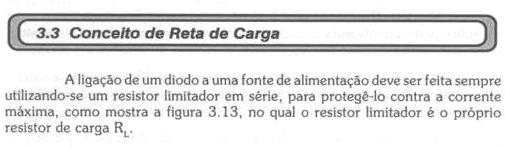 3.3 Conceito de Reta de Carga
A ligação de um diodo a uma fonte de alimentação deve ser feita sempre
utilizando-se um resistor limitador em série, para protegê-lo contra a corrente
máxima, como mostra a figura 3.13, no qual o resistor limitador é o próprio
resistor de carga R_L.